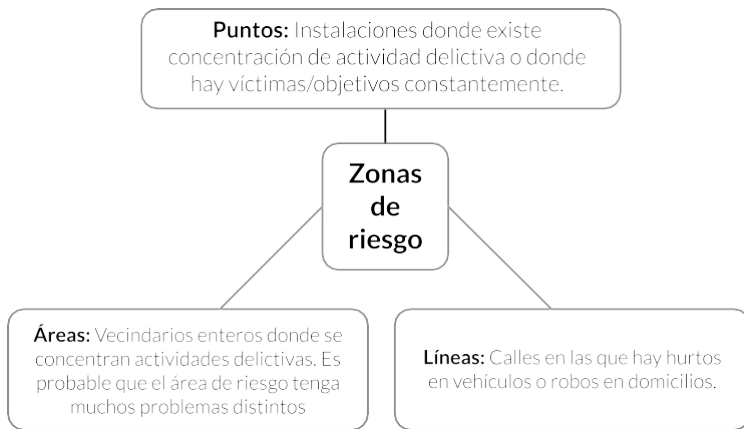 Puntos: Instalaciones donde existe
concentración de actividad delictiva o donde
hay víctimas/objetivos constantemente.
Zonas
de
riesgo
Áreas: Vecindarios enteros donde se
concentran actividades delictivas. Es
probable que el área de riesgo tenga
muchos problemas distintos
Líneas: Calles en las que hay hurtos
en vehículos o robos en domicilios.